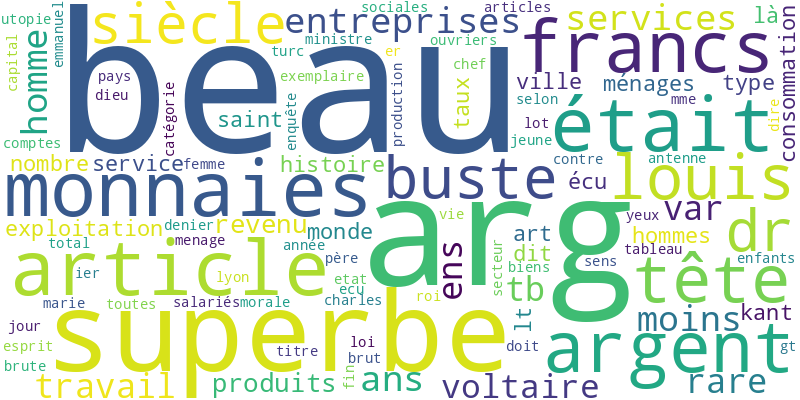 utopie
sociales
articles
siècle
entreprises
services
là
capital
emmanuel
homme
beau
turc
ministre
er
ouvriers
francs
consommation
pays
dieu
exemplaire
chef
ville
ménages
type
catégorie
saint
enquête
production
taux
selon
mme
dire
lot
comptes
jeune
était
nombre
service
femme
histoire
contre
antenne
monnaies
buste
écu
louis
exploitation
denier
revenu
monde
arg
vie
yeux
var
total
menage
année
art
hommes
dr
article
père
ens
dit
tableau
secteur
biens
sens
enfants
ier
lyon
etat
ecu
tb
tête
marie
toutes
salariés
morale
charles
roi
superbe
lt
moins
kant
jour
loi
argent
esprit
titre
brut
doit
gt
brute
travail
produits
fin
ans
voltaire
rare